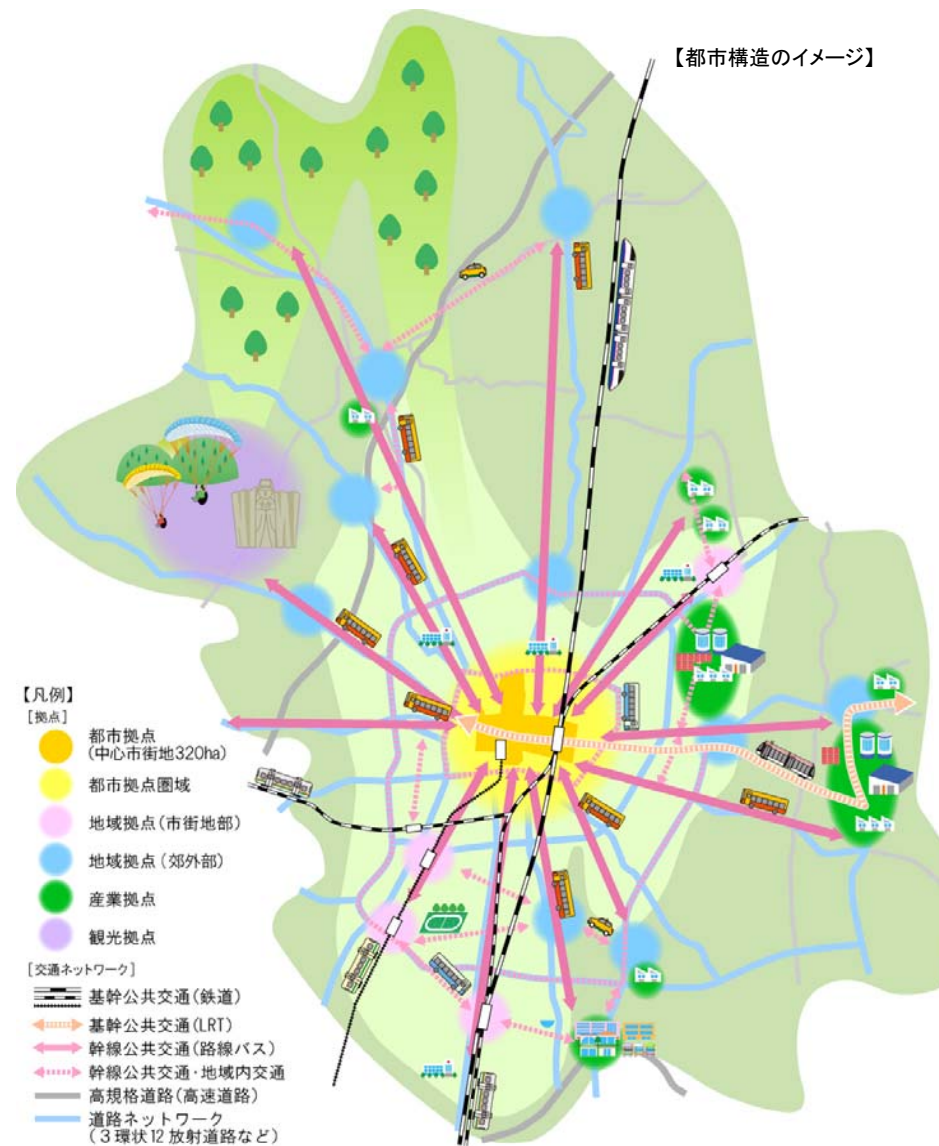 【都市構造のイメージ】
【凡例】
[拠点]
都市拠点
(中心市街地320ha)
都市拠点圏域
地域拠点(市街地部)
地域拠点(郊外部)
産業拠点
観光拠点
[交通ネットワーク]
基幹公共交通(鉄道)
基幹公共交通(LRT)
幹線公共交通(路線バス)
幹線公共交通・地域内交通
高規格道路(高速道路)
道路ネットワーク
(3環状12放射道路など)